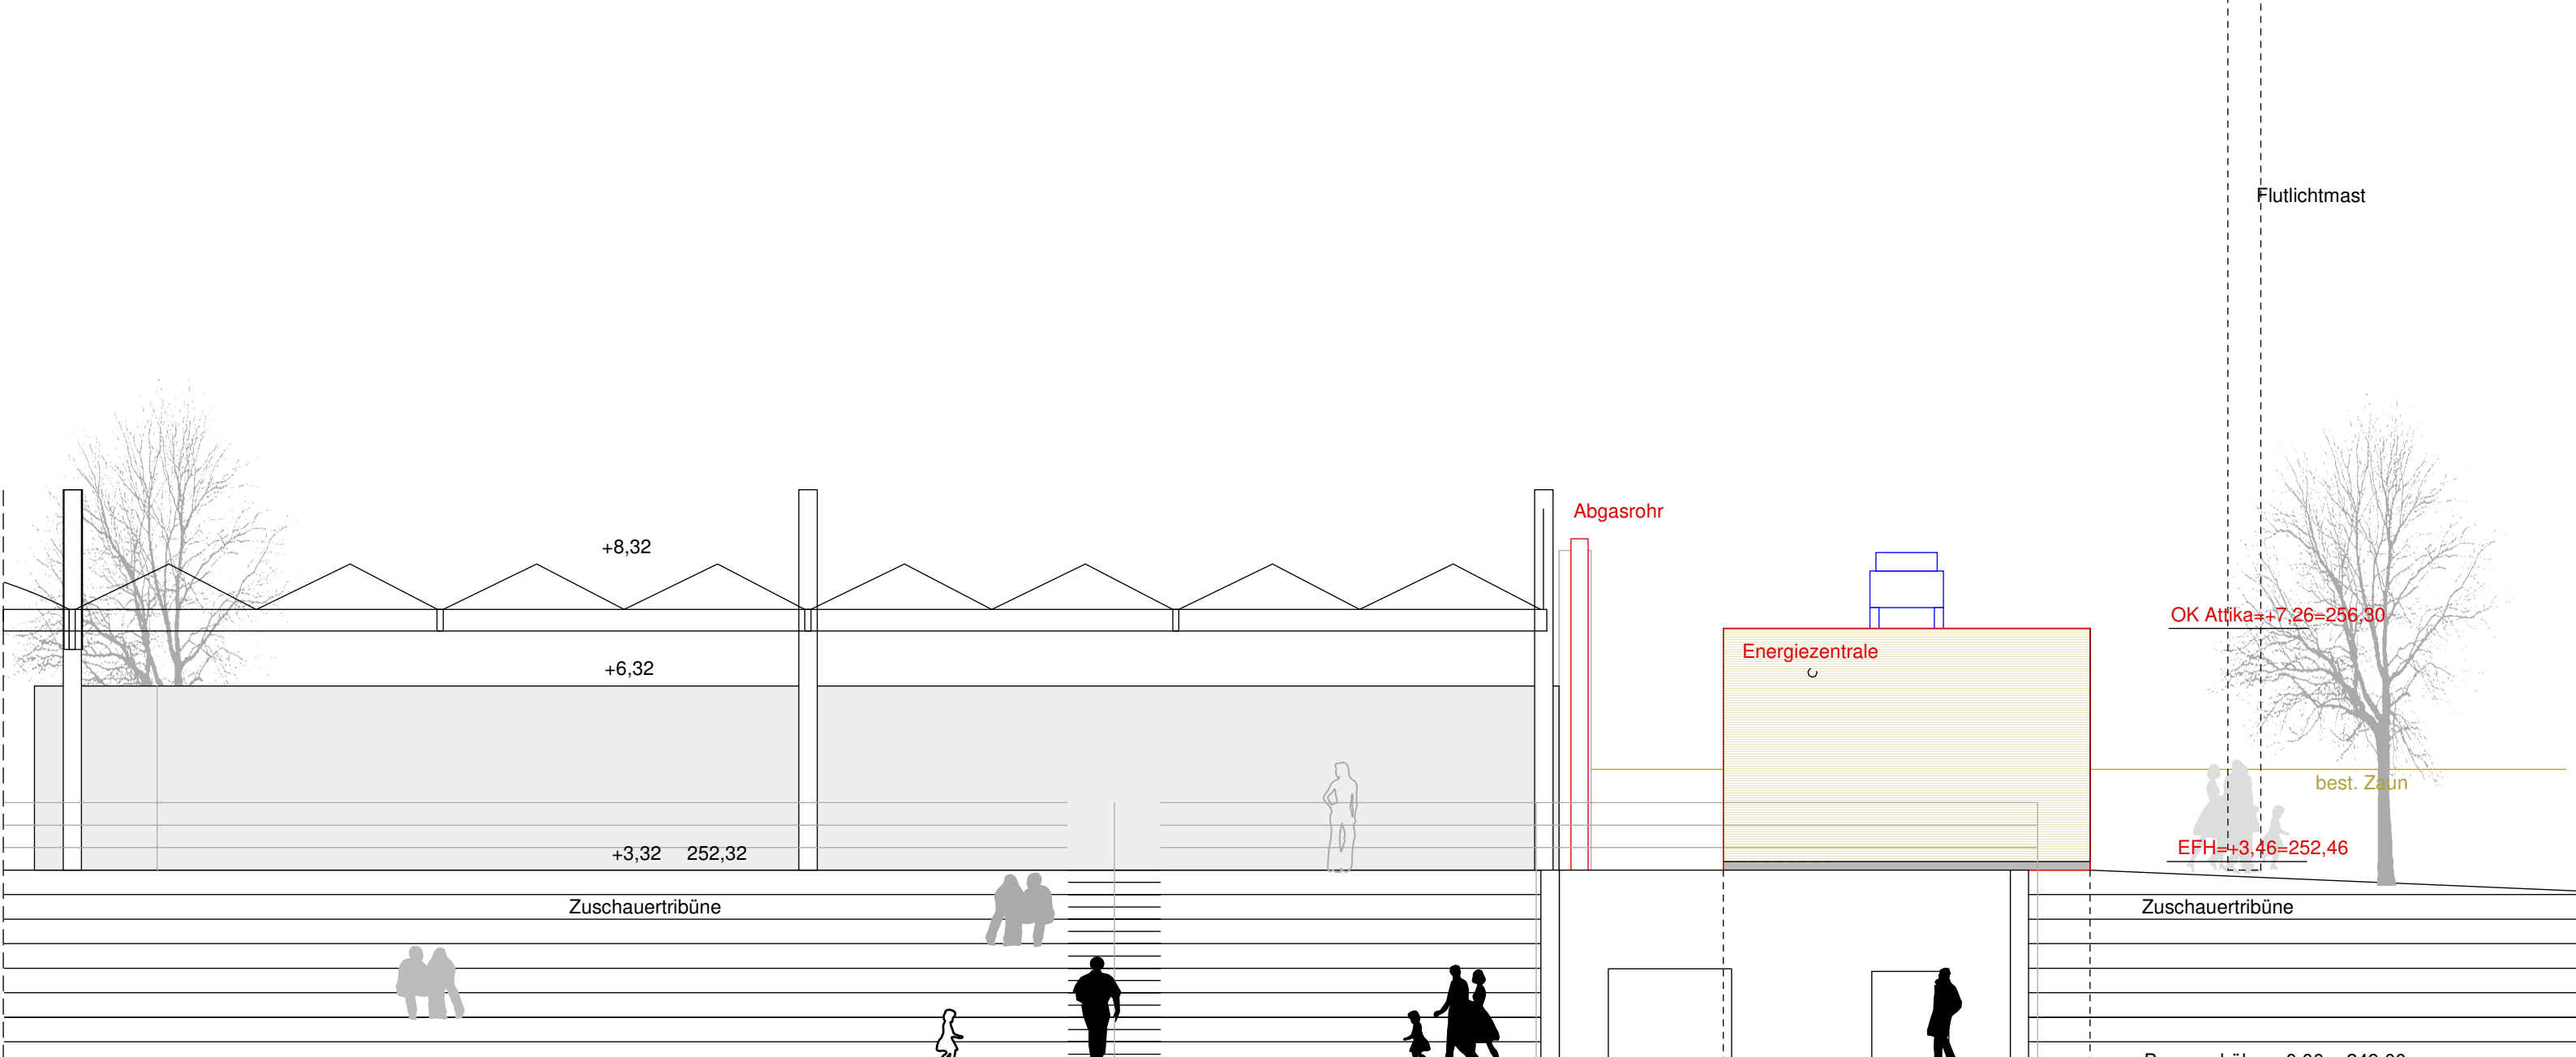 Flutlichtmast
Abgasrohr
+8,32
OK Attika=+7,26=256,30
Energiezentrale
+6,32
best. Zaun
EFH=+3,46=252,46
+3,32 252,32
Zuschauertribüne
Zuschauertribüne